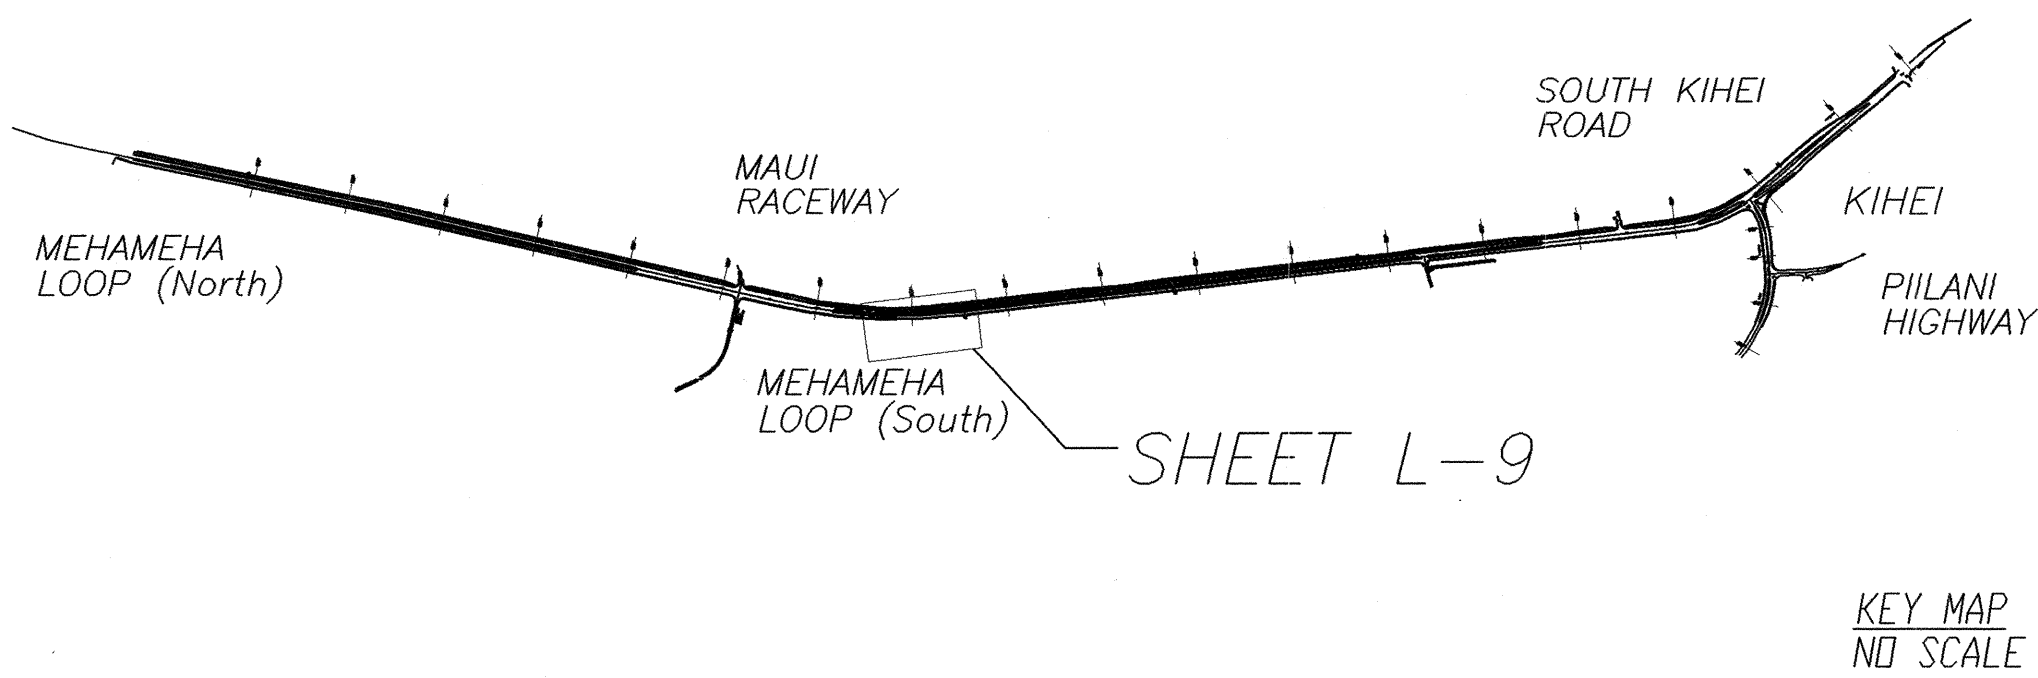 SOUTH KIHEI
ROAD
MAUI
RACEWAY
KIHEI
MEHAMEHA
LOOP (North)
PIILANI
HIGHWAY
MEHAMEHA
LOOP (South)
SHEET L-9
KEY MAP
NO SCALE